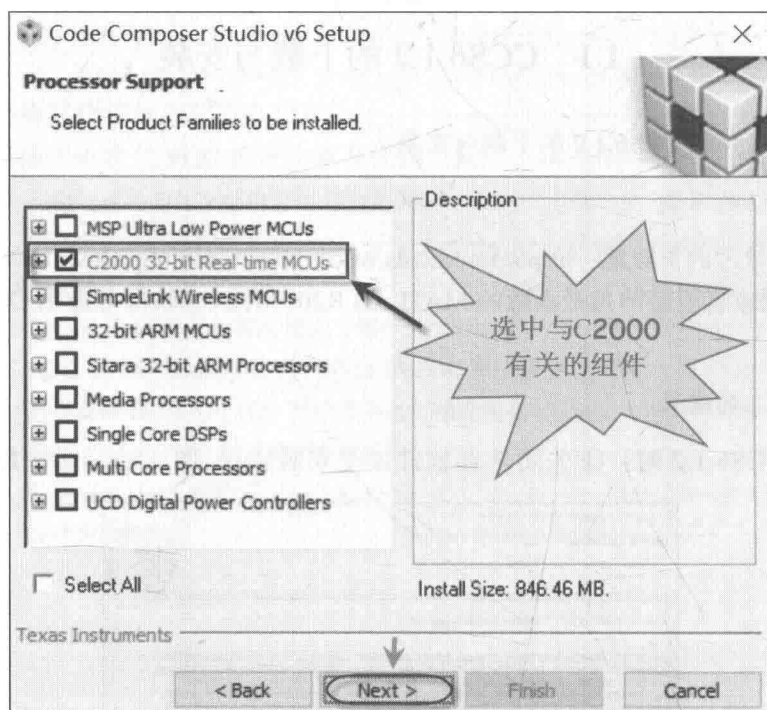 Code Composer Studio v6 Setup
Processor Support
Select Product Families to be installed.
MSP Ultra Low Power MCUs
C2000 32-bit Real-time MCUs
SimpleLink Wireless MCUs
32-bit ARM MCUs
Sitara 32-bit ARM Processors
Media Processors
Single Core DSPs
Multi Core Processors
UCD Digital Power Controllers
Select All
Description
选中与C2000
有关的组件
Install Size: 846.46 MB.
Texas Instruments
< Back
Next >
Finish
Cancel